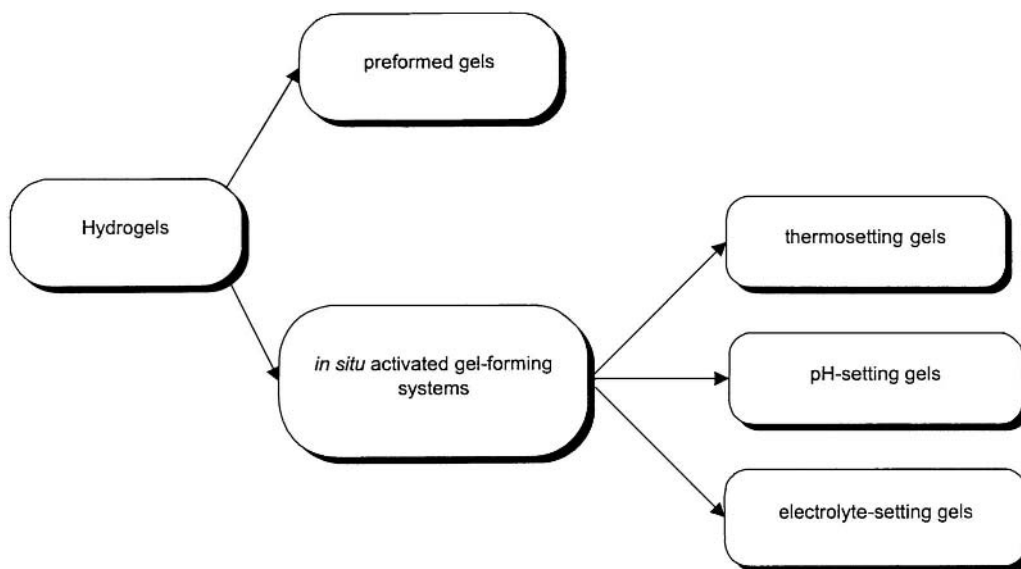 preformed gels
Hydrogels
thermosetting gels
in situ activated gel-forming
systems
pH-setting gels
electrolyte-setting gels